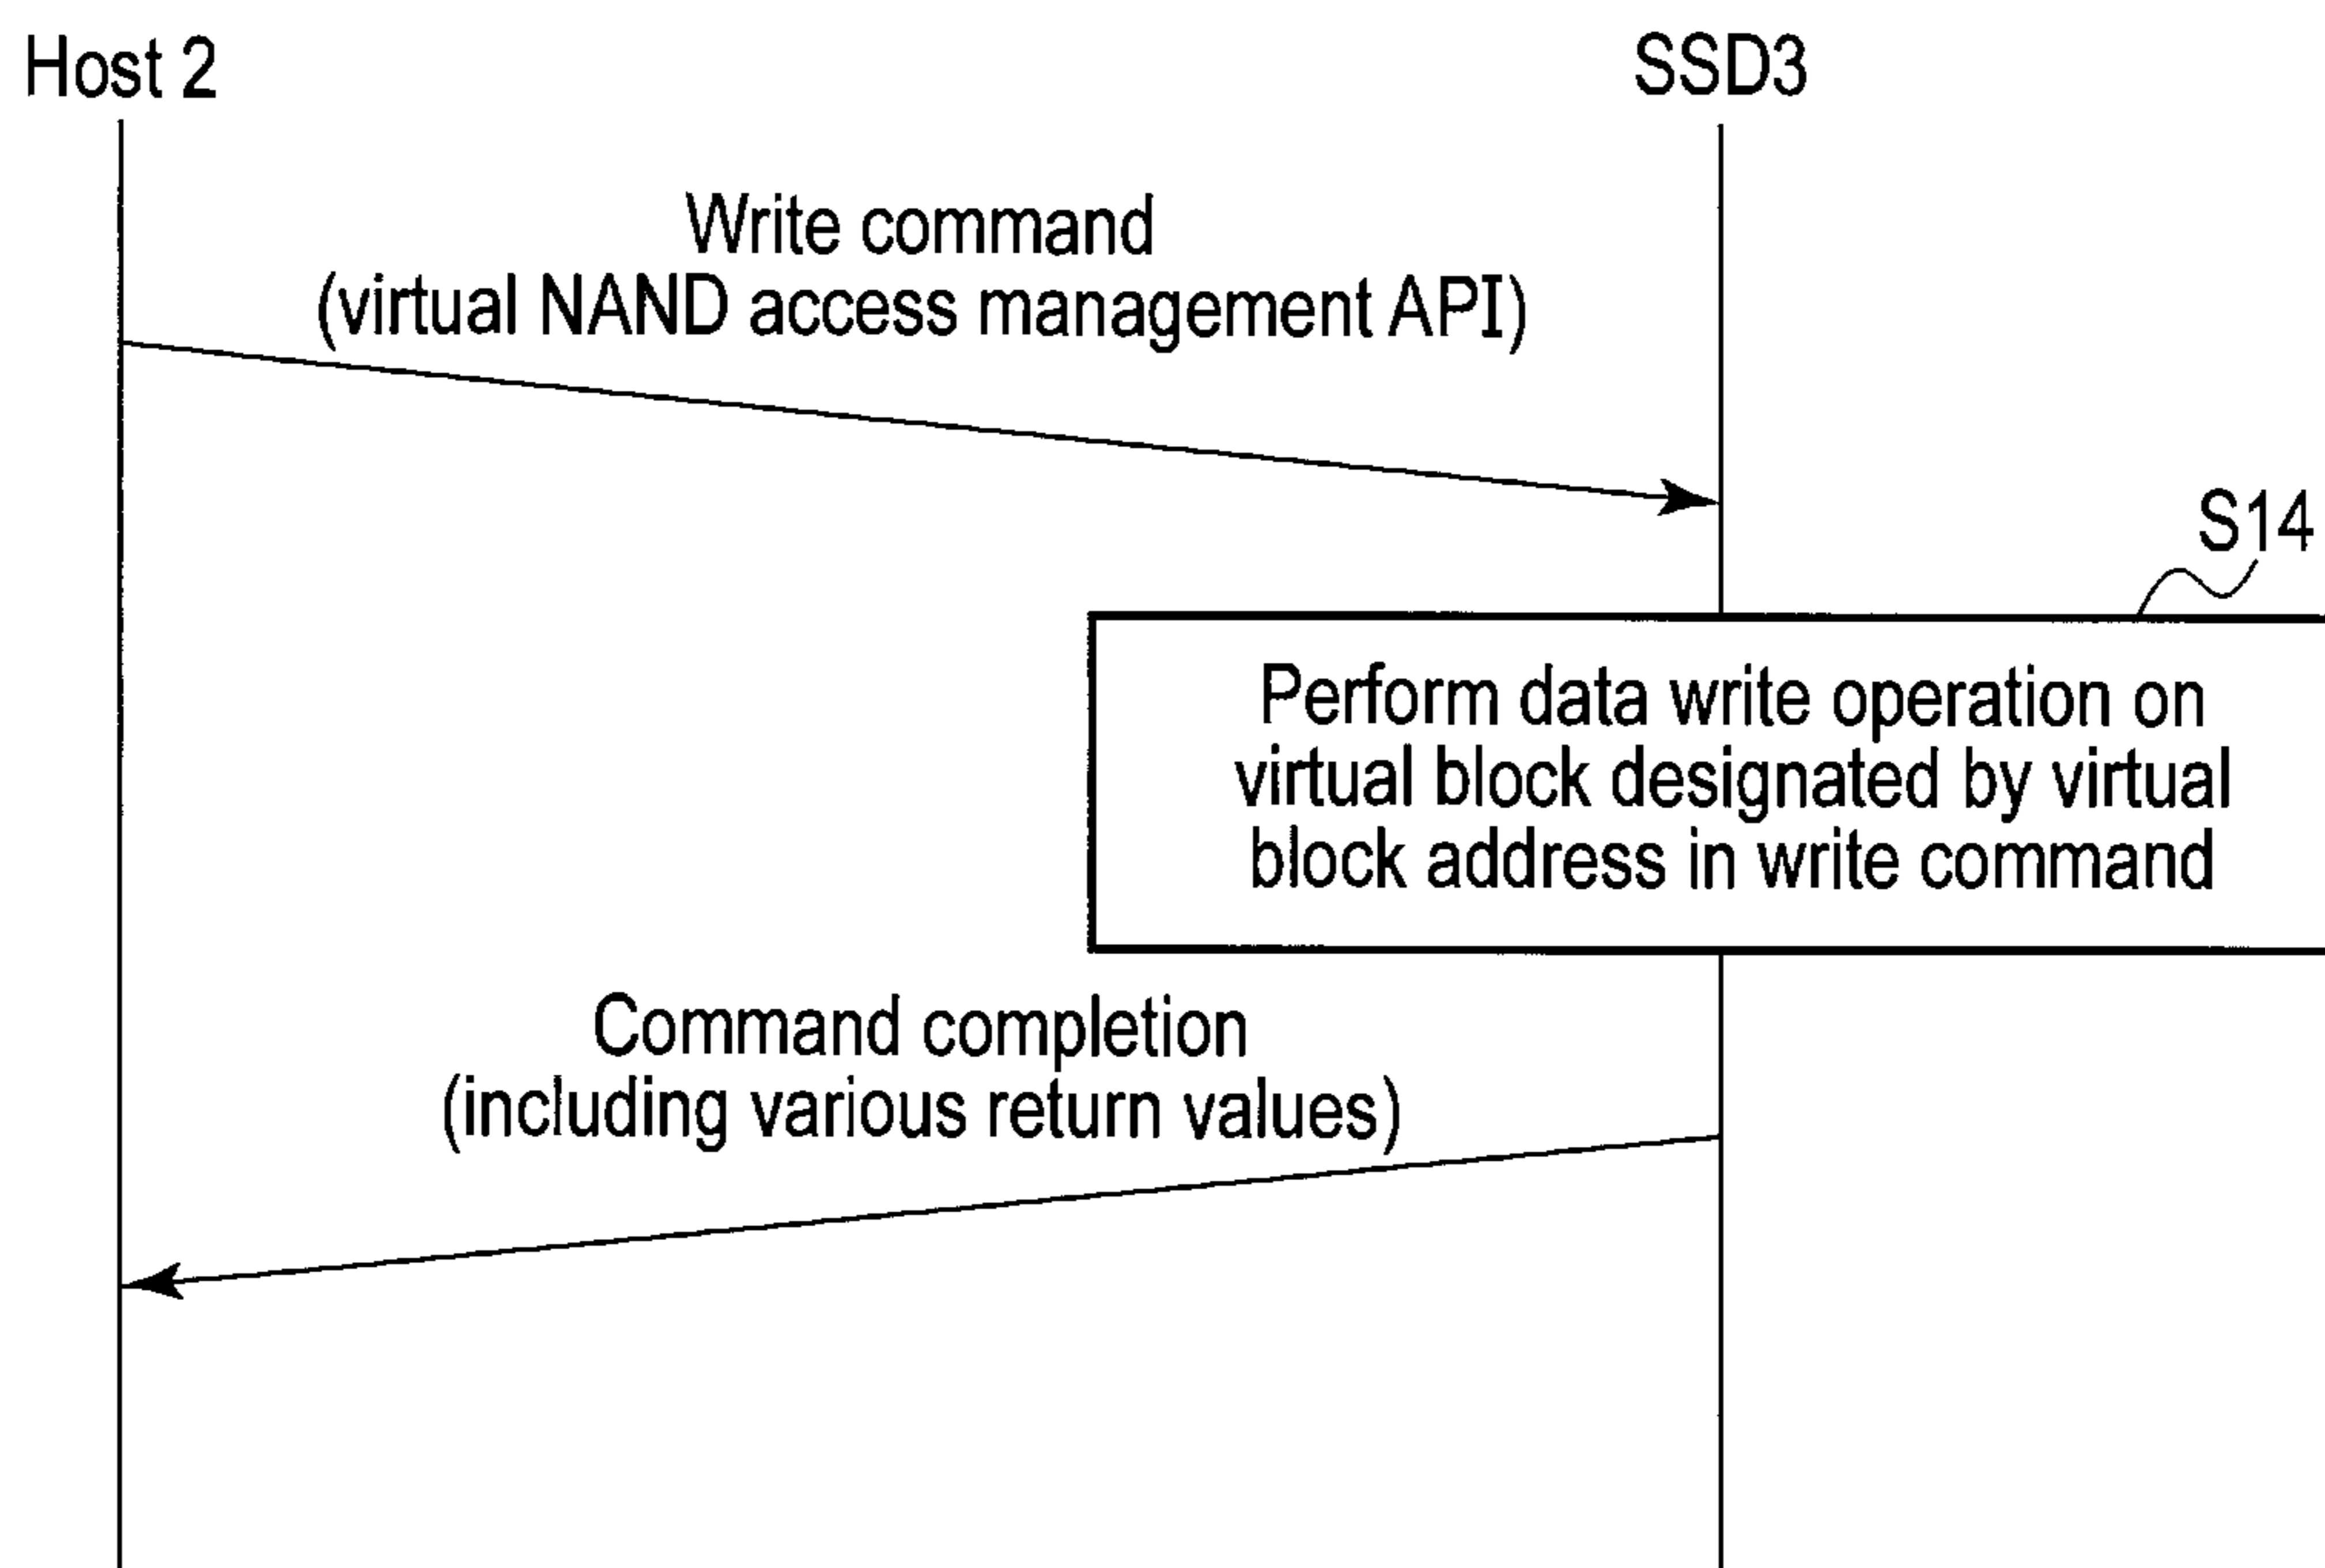 Host 2
SSD3
Write command
(virtual NAND access management API)
S14
Perform data write operation on
virtual block designated by virtual
block address in write command
Command completion
(including various return values)